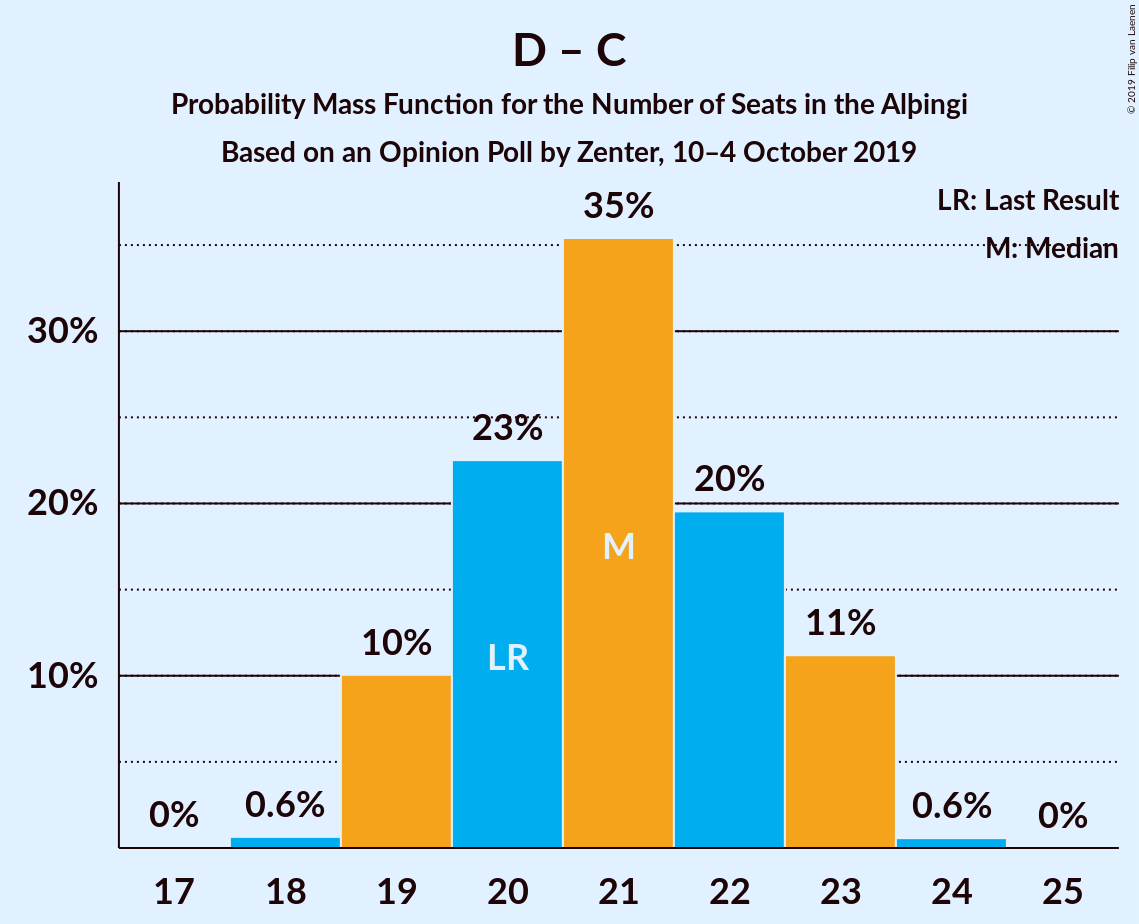 D – C
Probability Mass Function for the Number of Seats in the Alþingi
Based on an Opinion Poll by Zenter, 10–4 October 2019
© 2019 Filip van Laenen
LR: Last Result
M: Median
35%
30%
23%
20%
20%
M
11%
10%
LR
10%
0%
0.6%
0.6%
0%
17 18 19 20 21 22 23 24 25